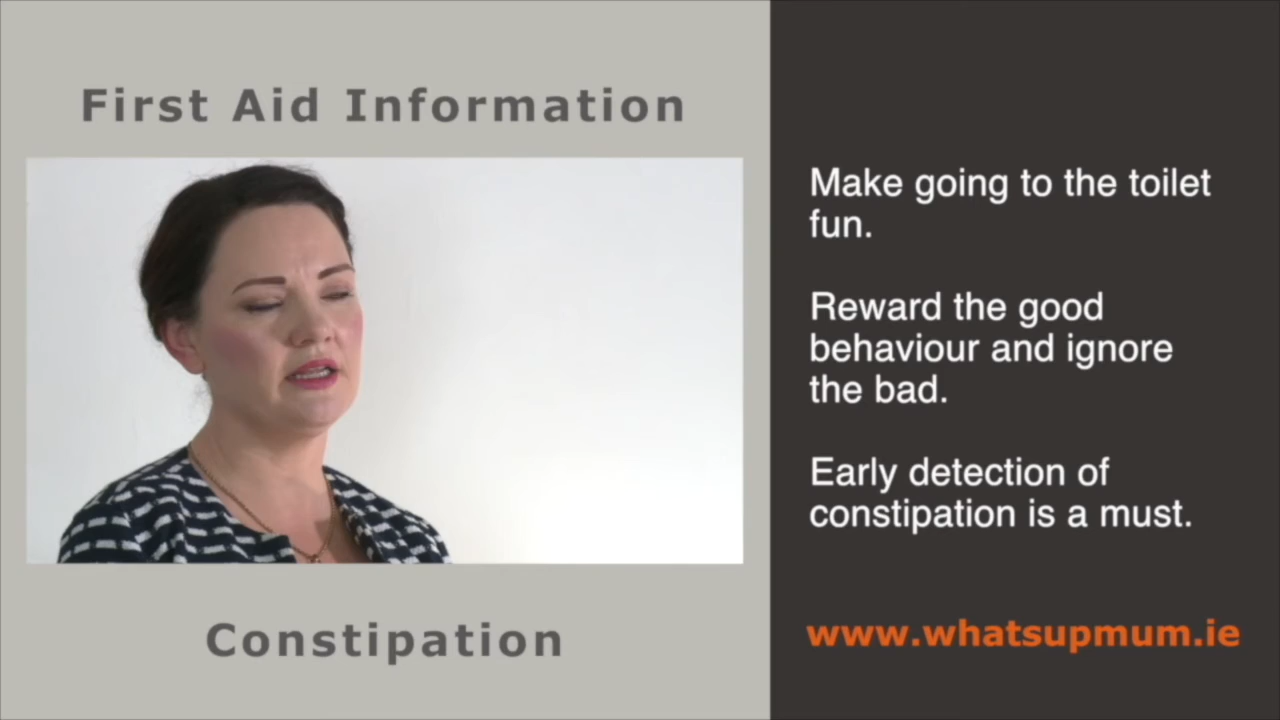 First Aid Information
Make going to the toilet
fun.
Reward the good
behaviour and ignore
the bad.
Early detection of
constipation is a must.
Constipation
www.whatsupmum.ie